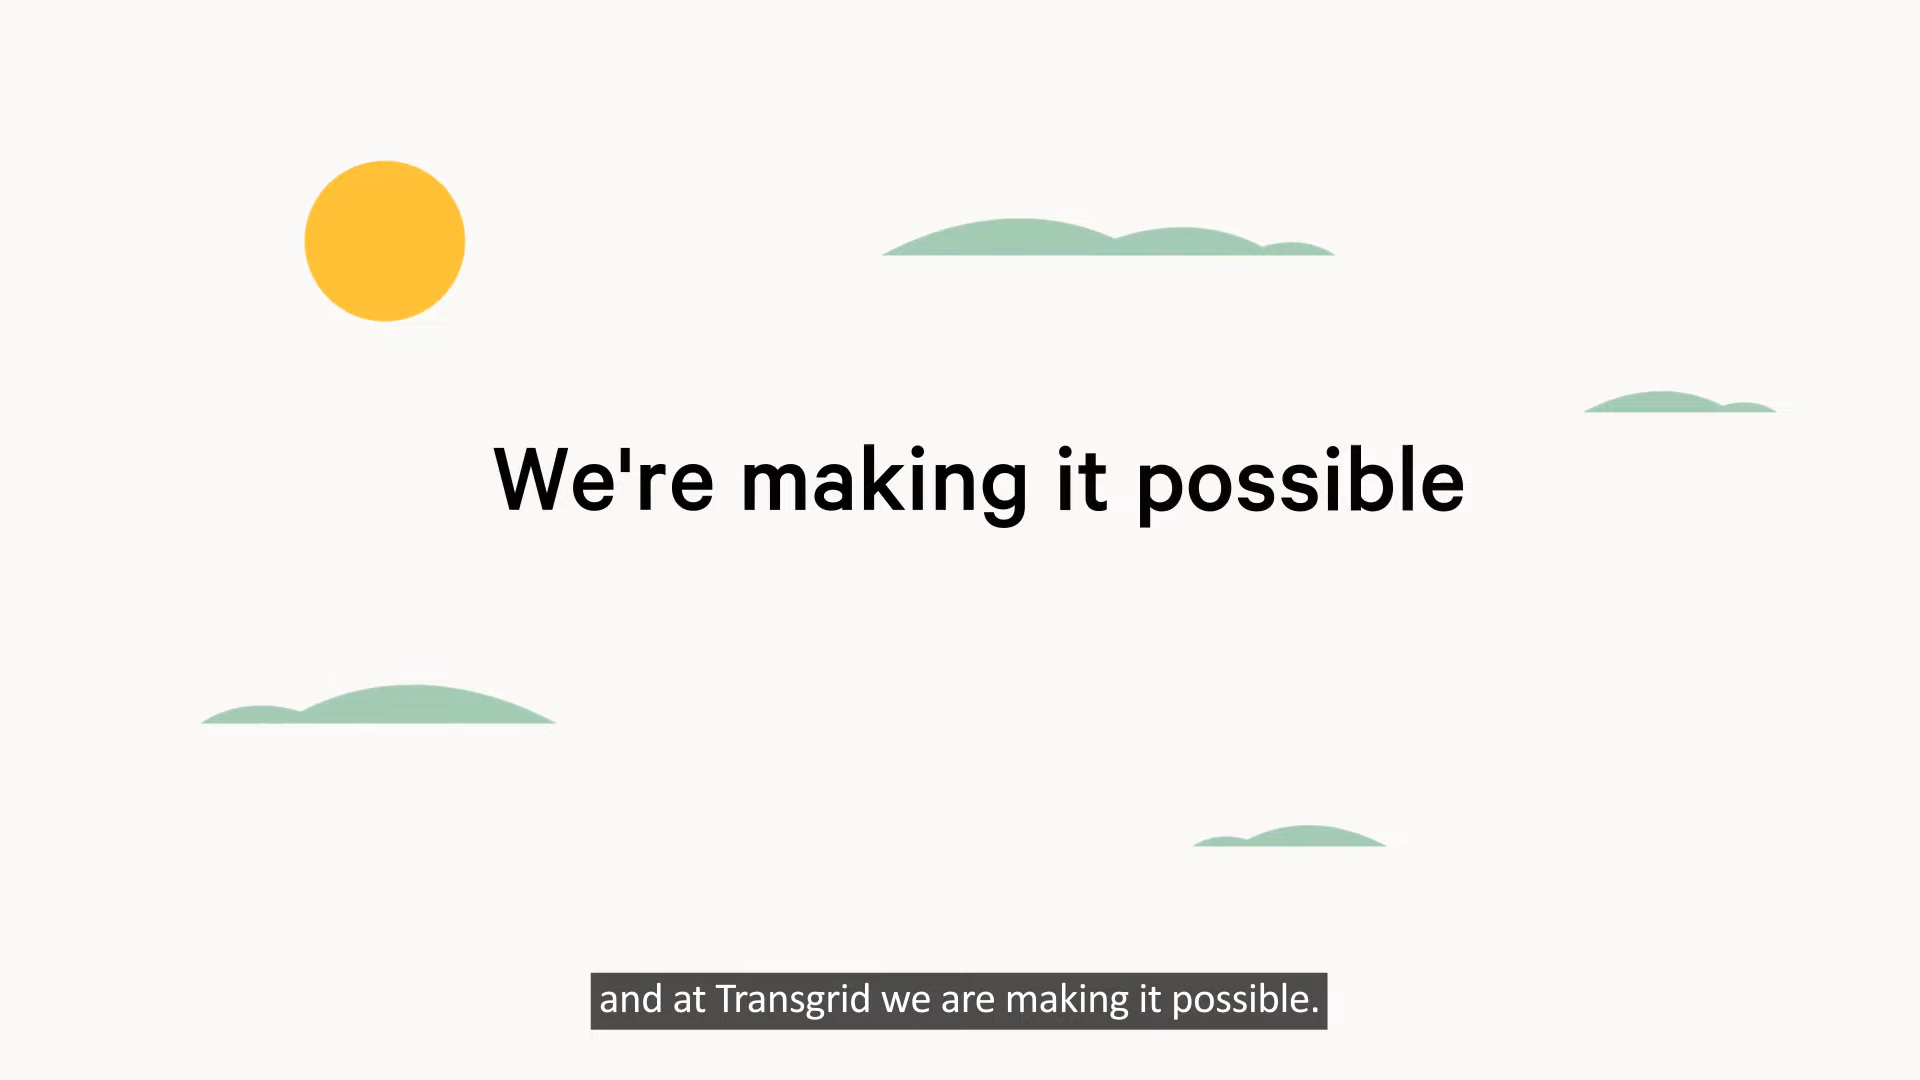 We're making it possible
and at Transgrid we are making it possible.